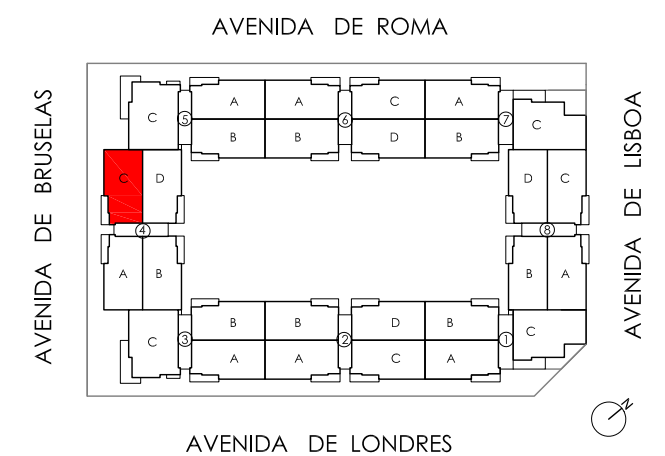 AVENIDA DE ROMA
AVENIDA DE BRUSELAS
AVENIDA DE LISBOA
A A C A
C 5 6 7 C
B B D B
C D D C
4 8
A B B A
B B D B
C 3 2 1 C
A A C A
N
AVENIDA DE LONDRES